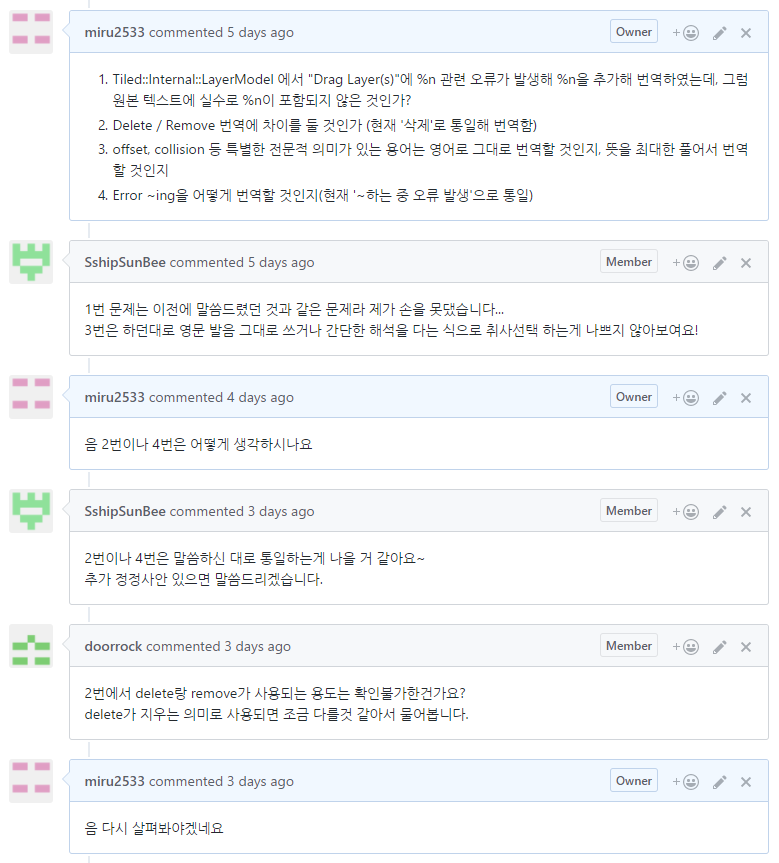 miru2533 commented 5 days ago Owner
1. Tiled::Internal::LayerModel 에서 "Drag Layer(s)"에 %n 관련 오류가 발생해 %n을 추가해 번역하였는데, 그럼
원본 텍스트에 실수로 %n이 포함되지 않은 것인가?
2. Delete / Remove 번역에 차이를 둘 것인가 (현재 '삭제'로 통일해 번역함)
3. offset, collision 등 특별한 전문적 의미가 있는 용어는 영어로 그대로 번역할 것인지, 뜻을 최대한 풀어서 번역
할 것인지
4. Error ~ing을 어떻게 번역할 것인지(현재 '~하는 중 오류 발생'으로 통일)
SshipSunBee commented 5 days ago Member
1번 문제는 이전에 말씀드렸던 것과 같은 문제라 제가 손을 못댔습니다...
3번은 하던대로 영문 발음 그대로 쓰거나 간단한 해석을 다는 식으로 취사선택 하는게 나쁘지 않아보여요!
miru2533 commented 4 days ago Owner
음 2번이나 4번은 어떻게 생각하시나요
SshipSunBee commented 3 days ago Member
2번이나 4번은 말씀하신 대로 통일하는게 나을 거 같아요~
추가 정정사안 있으면 말씀드리겠습니다.
doorrock commented 3 days ago Member
2번에서 delete랑 remove가 사용되는 용도는 확인불가한건가요?
delete가 지우는 의미로 사용되면 조금 다를것 같아서 물어봅니다.
miru2533 commented 3 days ago Owner
음 다시 살펴봐야겠네요